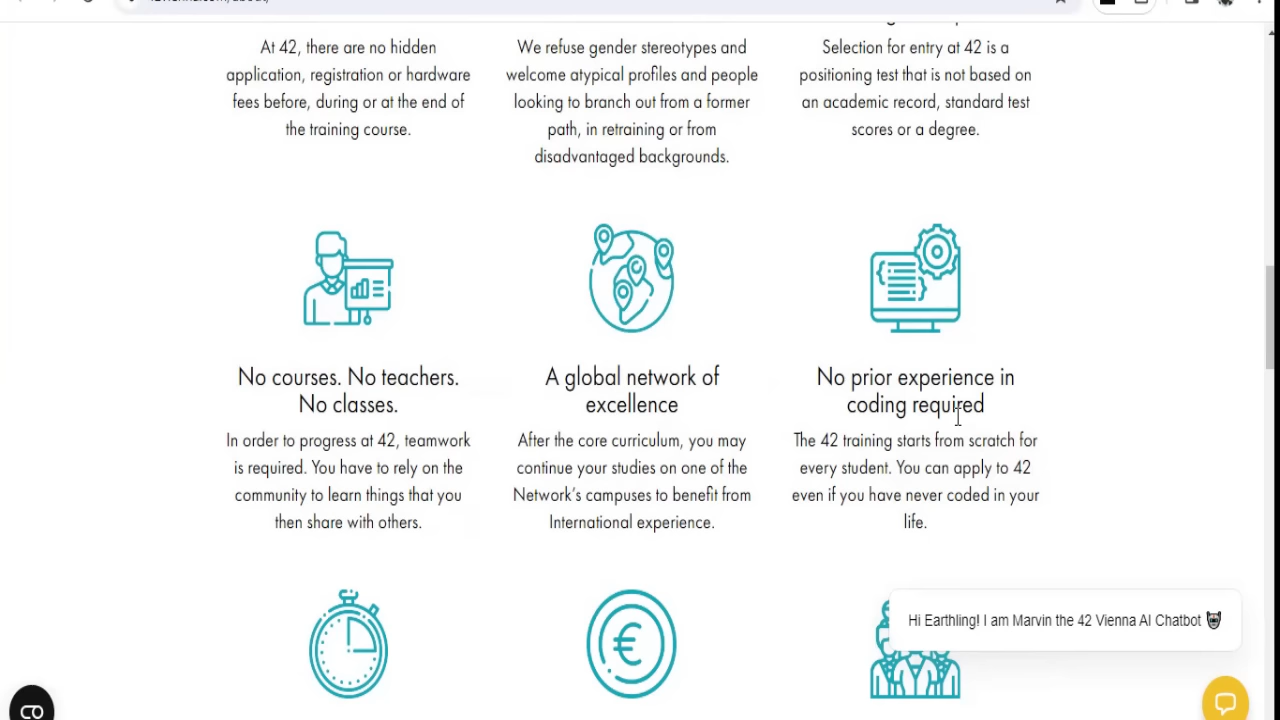 At 42, there are no hidden
application, registration or hardware
fees before, during or at the end of
the training course.
We refuse gender stereotypes and
welcome atypical profiles and people
looking to branch out from a former
path, in retraining or from
disadvantaged backgrounds.
Selection for entry at 42 is a
positioning test that is not based on
an academic record, standard test
scores or a degree.
No courses. No teachers.
No classes.
In order to progress at 42, teamwork
is required. You have to rely on the
community to learn things that you
then share with others.
A global network of
excellence
After the core curriculum, you may
continue your studies on one of the
Network's campuses to benefit from
International experience.
No prior experience in
coding required
The 42 training starts from scratch for
every student. You can apply to 42
even if you have never coded in your
life.
Hi Earthling! I am Marvin the 42 Vienna AI Chatbot